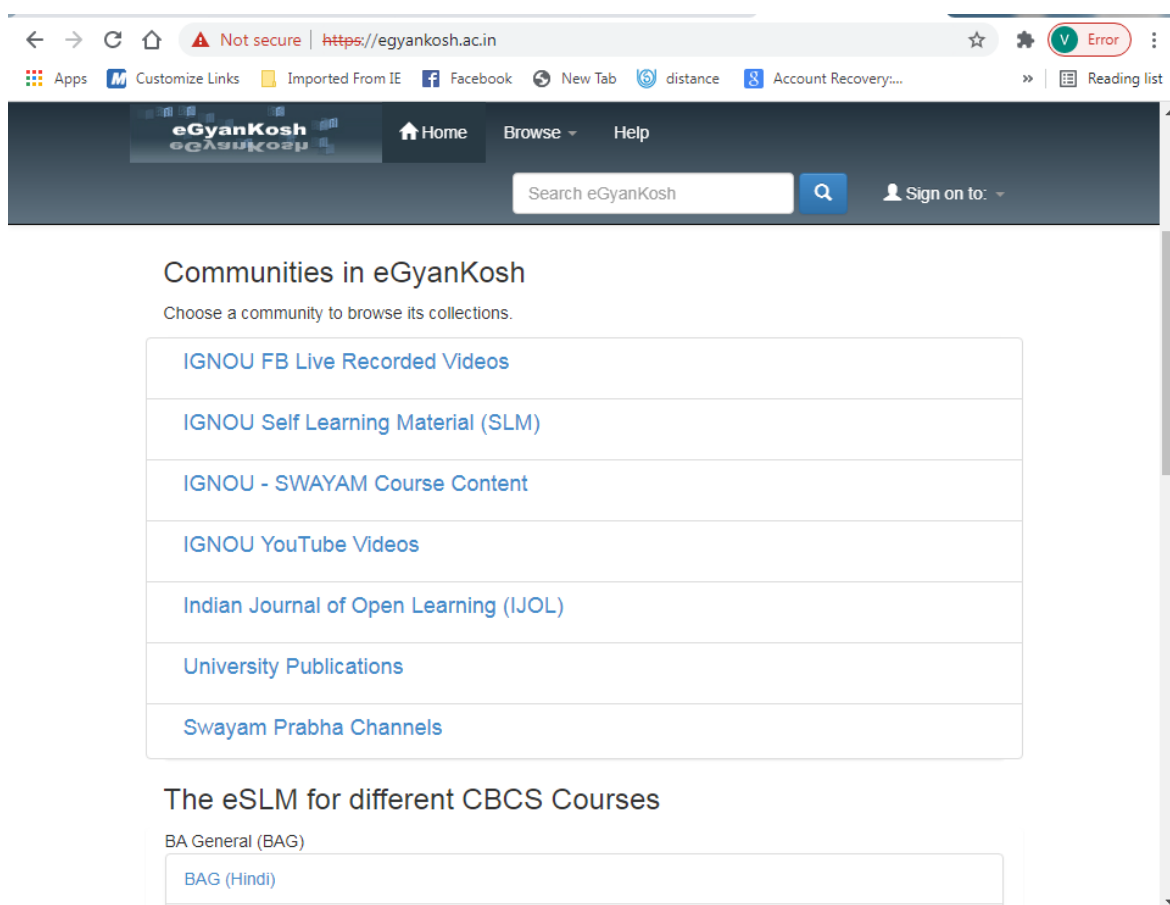 Not secure | https://egyankosh.ac.in
V Error
Apps
M Customize Links
Imported From IE
Facebook
New Tab
distance
8 Account Recovery:...
»
Reading list
eGyanKosh
Home
Browse
Help
Search eGyanKosh
Sign on to:
Communities in eGyanKosh
Choose a community to browse its collections.
IGNOU FB Live Recorded Videos
IGNOU Self Learning Material (SLM)
IGNOU - SWAYAM Course Content
IGNOU YouTube Videos
Indian Journal of Open Learning (IJOL)
University Publications
Swayam Prabha Channels
The eSLM for different CBCS Courses
BA General (BAG)
BAG (Hindi)